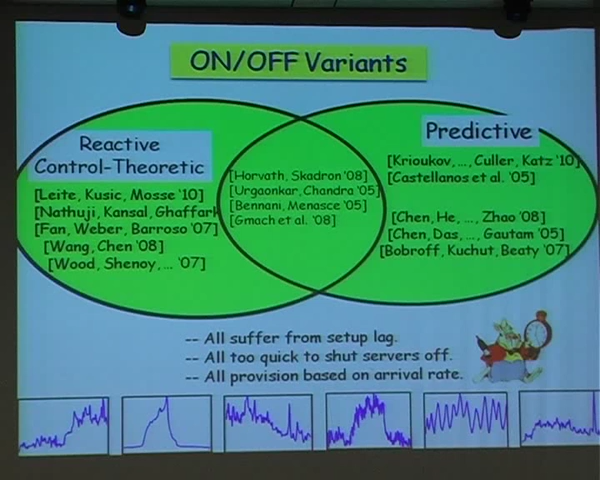 ON/OFF Variants
Reactive
Control-Theoretic
[Leite, Kusic, Mosse '10]
[Nathuji, Kansal, Ghaffark
[Fan, Weber, Barroso '07]
[Wang, Chen '08]
[Wood, Shenoy, ... '07]
[Horvath, Skadron '08]
[Urgaonkar, Chandra '05]
[Bennani, Menasce '05]
[Gmach et al. '08]
Predictive
[Krioukov, ..., Culler, Katz '10]
[Castellanos et al. '05]
[Chen, He, ..., Zhao '08]
[Chen, Das, ..., Gautam '05]
[Bobroff, Kuchut, Beaty '07]
-- All suffer from setup lag.
-- All too quick to shut servers off.
-- All provision based on arrival rate.